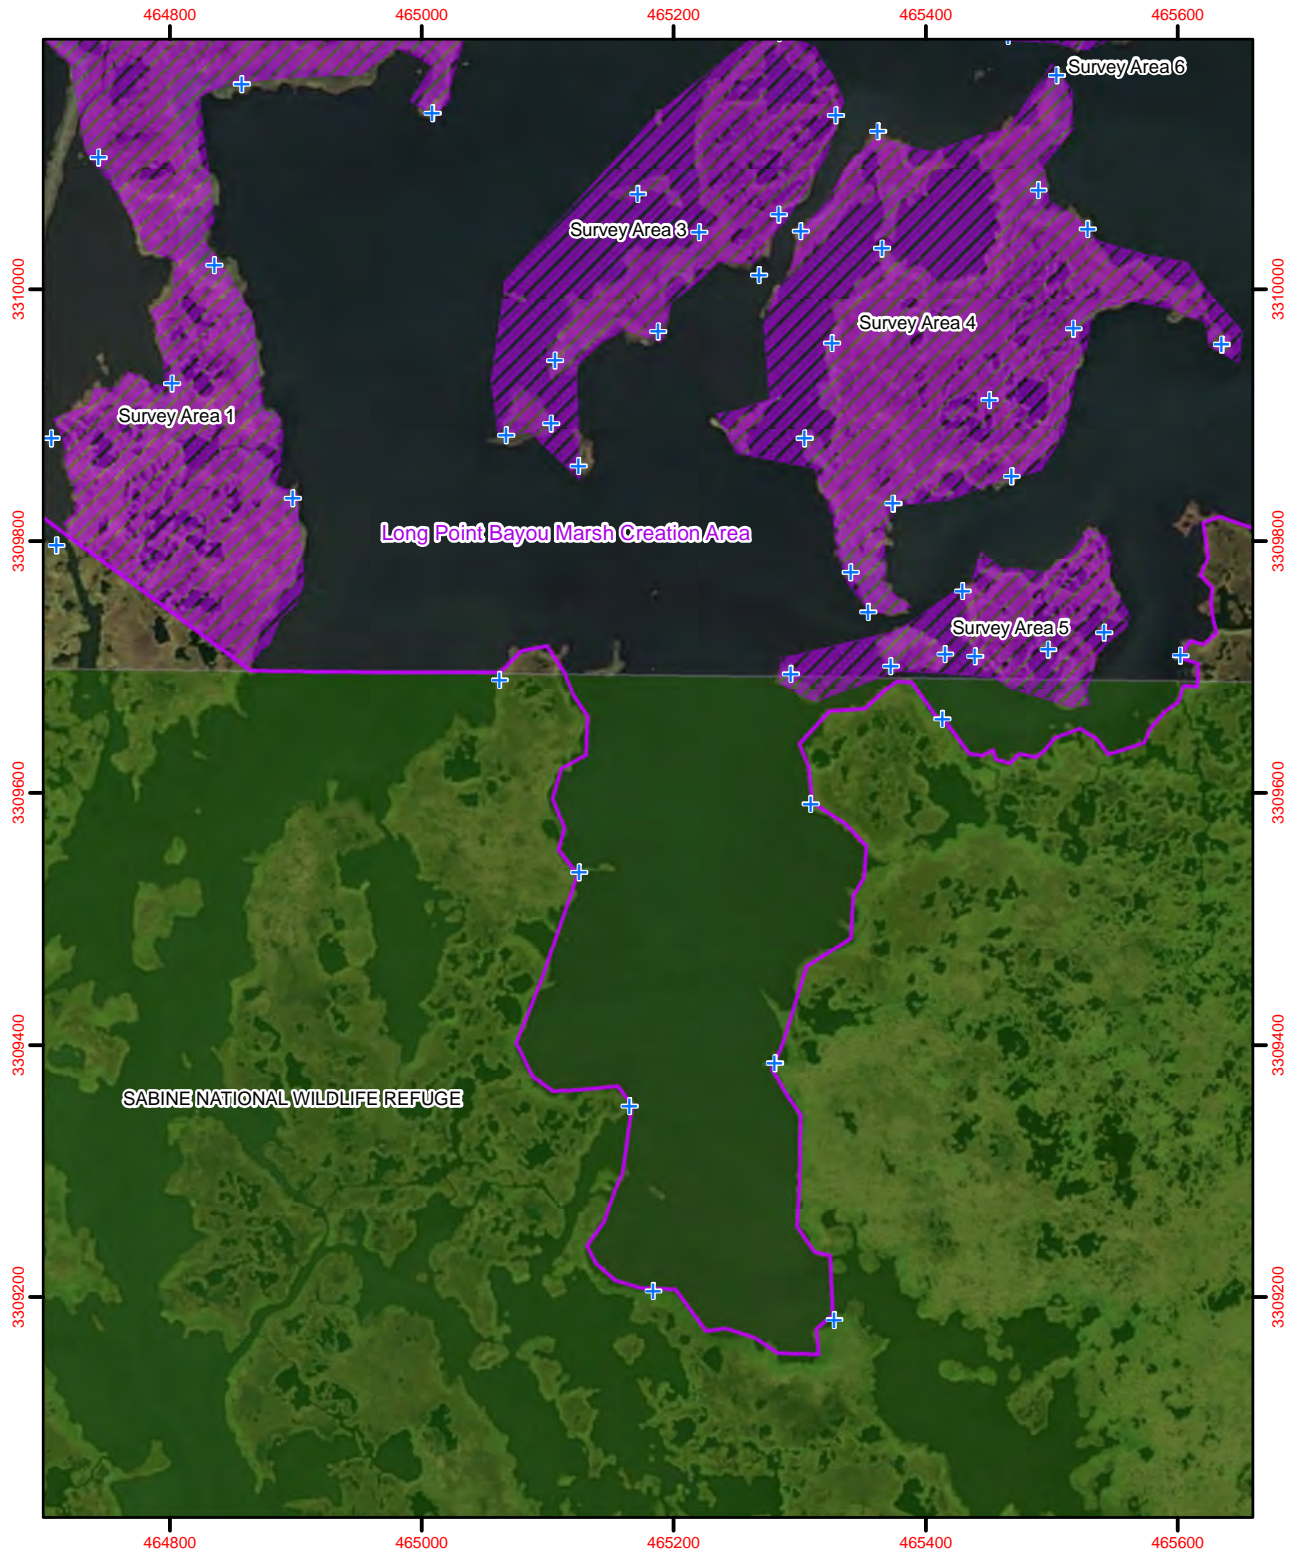 464800 465000 465200 465400 465600
Survey Area 6
Survey Area 3
3310000 3310000
Survey Area 4
Survey Area 1
Long Point Bayou Marsh Creation Area
3309800 3309800
Survey Area 5
3309600 3309600
3309400 3309400
SABINE NATIONAL WILDLIFE REFUGE
3309200 3309200
464800 465000 465200 465400 465600